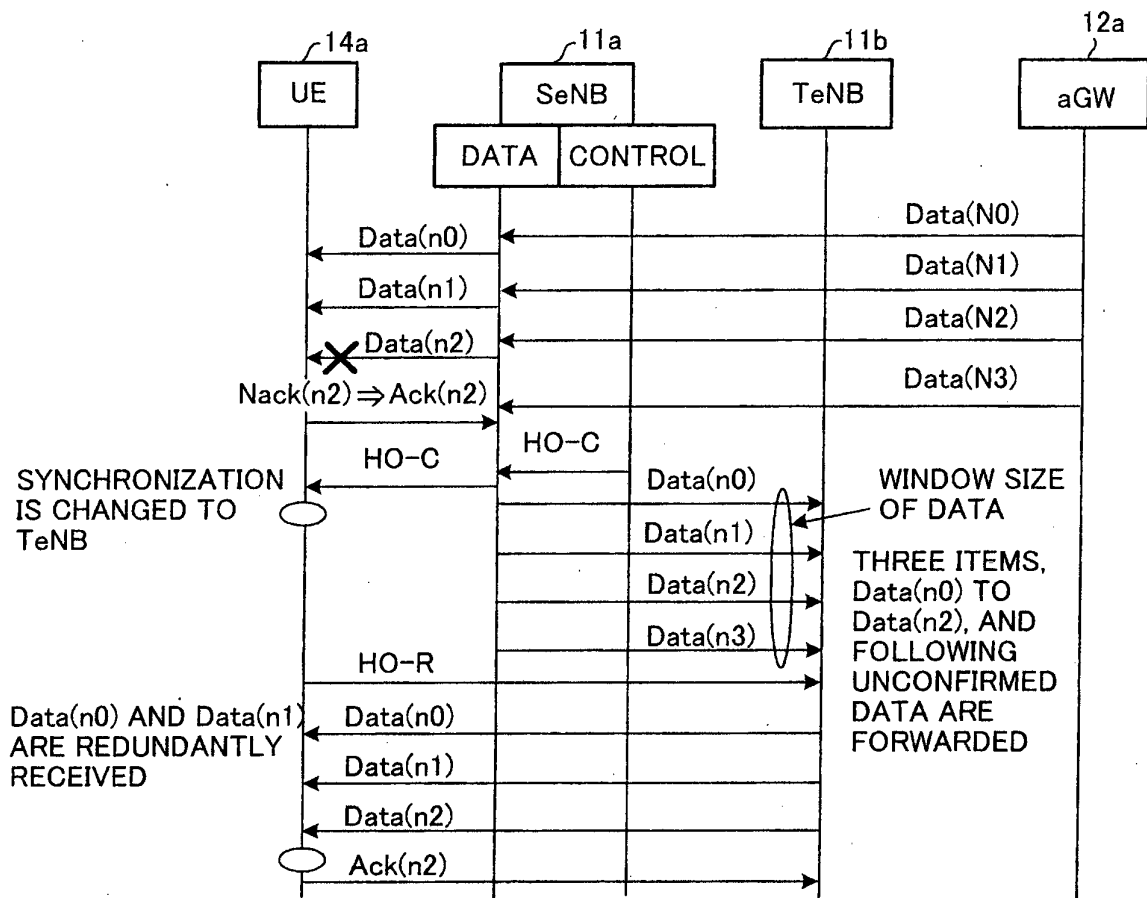 14a
11a
11b
12a
UE
SeNB
TeNB
aGW
DATA
CONTROL
Data(N0)
Data(n0)
Data(N1)
Data(n1)
Data(N2)
Data(n2)
Data(N3)
Nack(n2)⇒Ack(n2)
HO-C
HO-C
SYNCHRONIZATION
IS CHANGED TO
TeNB
Data(n0)
WINDOW SIZE
OF DATA
Data(n1)
Data(n2)
Data(n3)
THREE ITEMS,
Data(n0) TO
Data(n2), AND
FOLLOWING
UNCONFIRMED
DATA ARE
FORWARDED
HO-R
Data(n0) AND Data(n1)
ARE REDUNDANTLY
RECEIVED
Data(n0)
Data(n1)
Data(n2)
Ack(n2)